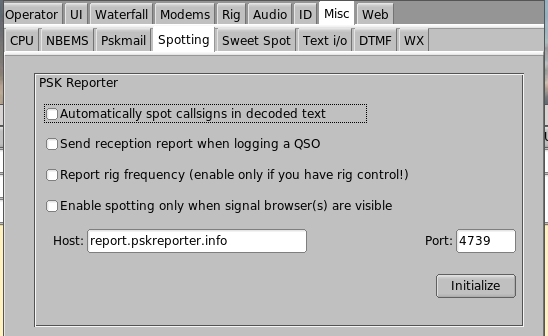 Operator UI Waterfall Modems Rig Audio ID Misc Web
CPU NBEMS Pskmail Spotting Sweet Spot Text i/o DTMF WX
PSK Reporter
Automatically spot callsigns in decoded text
Send reception report when logging a QSO
Report rig frequency (enable only if you have rig control!)
Enable spotting only when signal browser(s) are visible
Host: report.pskreporter.info Port: 4739
Initialize